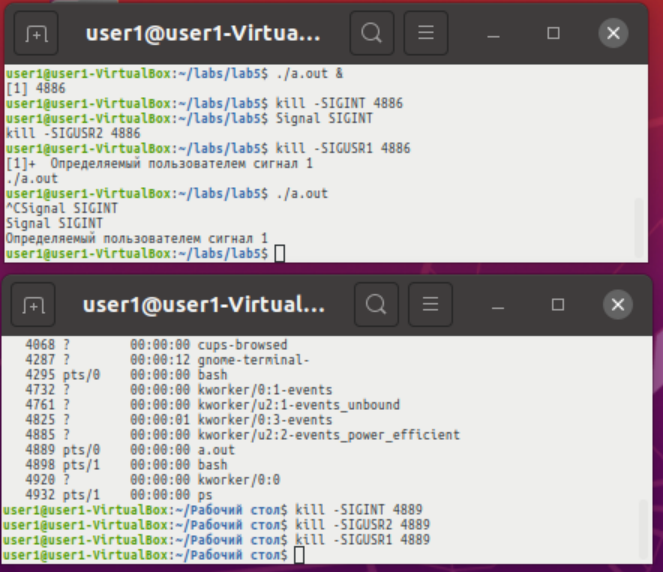 user1@user1-Virtua...
user1@user1-VirtualBox:~/labs/lab5$ ./a.out &
[1] 4886
user1@user1-VirtualBox:~/labs/lab5$ kill -SIGINT 4886
user1@user1-VirtualBox:~/labs/lab5$ Signal SIGINT
kill -SIGUSR2 4886
user1@user1-VirtualBox:~/labs/lab5$ kill -SIGUSR1 4886
[1]+  Определяемый пользователем сигнал 1
./a.out
user1@user1-VirtualBox:~/labs/lab5$ ./a.out
^CSignal SIGINT
Signal SIGINT
Определяемый пользователем сигнал 1
user1@user1-VirtualBox:~/labs/lab5$
user1@user1-Virtual...
4068 ?        00:00:00 cups-browsed
4287 ?        00:00:12 gnome-terminal-
4295 pts/0    00:00:00 bash
4732 ?        00:00:00 kworker/0:1-events
4761 ?        00:00:00 kworker/u2:1-events_unbound
4825 ?        00:00:01 kworker/0:3-events
4885 ?        00:00:00 kworker/u2:2-events_power_efficient
4889 pts/0    00:00:00 a.out
4898 pts/1    00:00:00 bash
4920 ?        00:00:00 kworker/0:0
4932 pts/1    00:00:00 ps
user1@user1-VirtualBox:~/Рабочий стол$ kill -SIGINT 4889
user1@user1-VirtualBox:~/Рабочий стол$ kill -SIGUSR2 4889
user1@user1-VirtualBox:~/Рабочий стол$ kill -SIGUSR1 4889
user1@user1-VirtualBox:~/Рабочий стол$